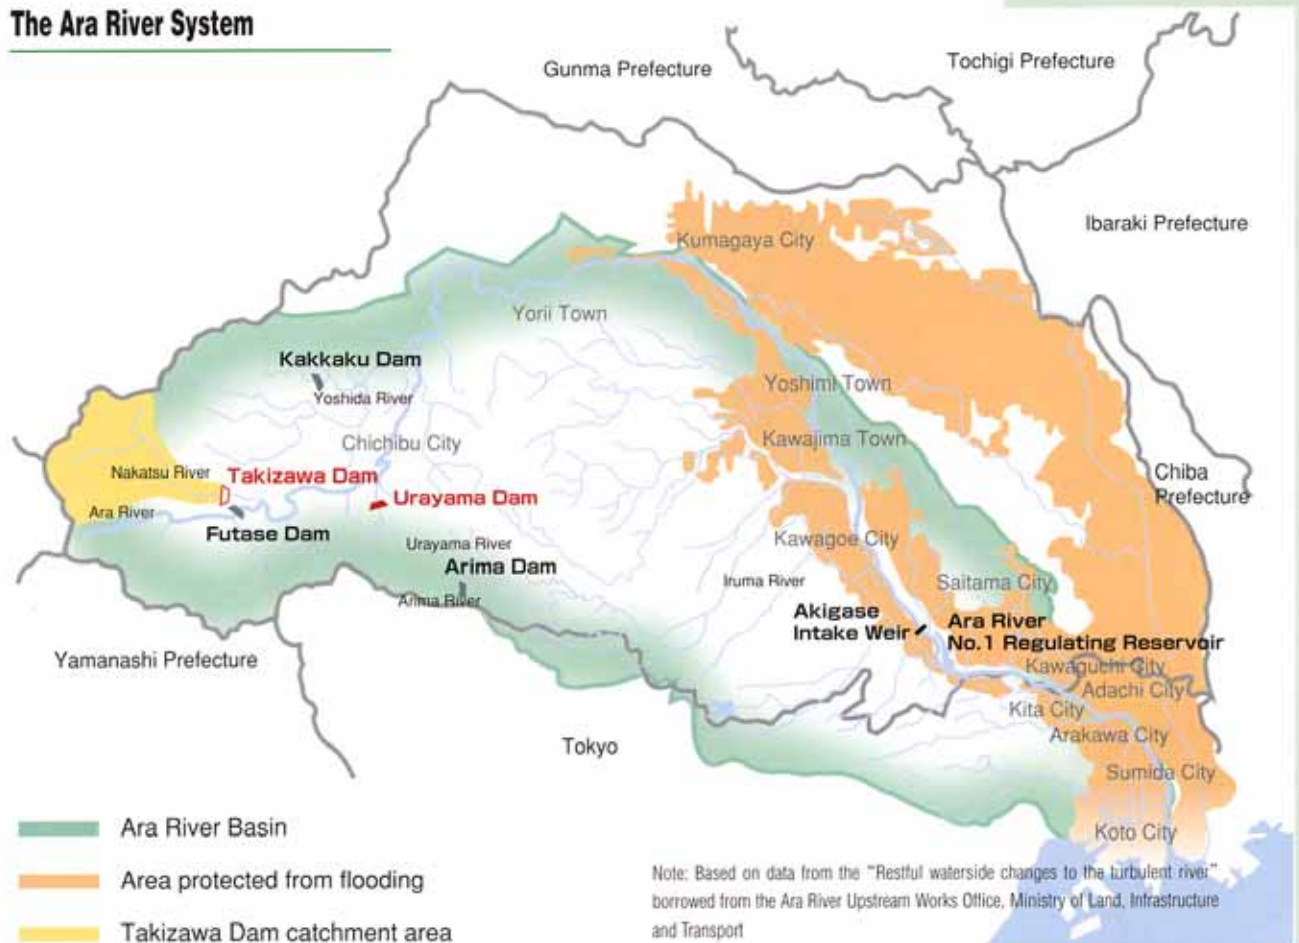 The Ara River System
Gunma Prefecture
Tochigi Prefecture
Ibaraki Prefecture
Kumagaya City
Yorii Town
Kakkaku Dam
Yoshida River
Yoshimi Town
Chichibu City
Kawajima Town
Nakatsu River
Takizawa Dam
Chiba
Prefecture
Urayama Dam
Ara River
Futase Dam
Urayama River
Kawagoe City
Arima Dam
Iruma River
Saitama City
Arima River
Akigase
Intake Weir
Ara River
No.1 Regulating Reservoir
Yamanashi Prefecture
Kawaguchi City
Adachi City
Kita City
Arakawa City
Tokyo
Sumida City
Koto City
Ara River Basin
Area protected from flooding
Takizawa Dam catchment area
Note: Based on data from the "Restful waterside changes to the turbulent river"
borrowed from the Ara River Upstream Works Office, Ministry of Land, Infrastructure
and Transport